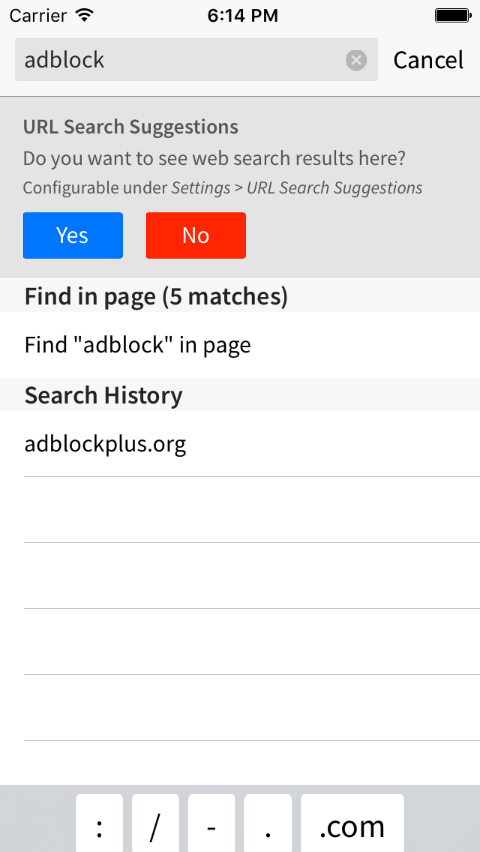 Carrier 6:14 PM
adblock Cancel
URL Search Suggestions
Do you want to see web search results here?
Configurable under Settings > URL Search Suggestions
Yes No
Find in page (5 matches)
Find "adblock" in page
Search History
adblockplus.org
: / - . .com